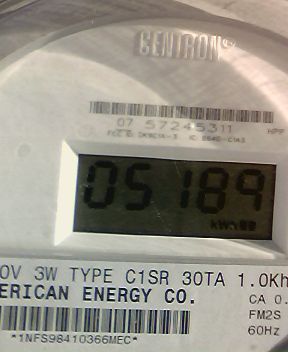 CENTRON
07 57245311 HPP
05189
kWh
0V 3W TYPE C1SR 30TA 1.0Kh
ERICAN ENERGY CO.
CA 0.
FM2S
60Hz
*1NFS98410366MEC*